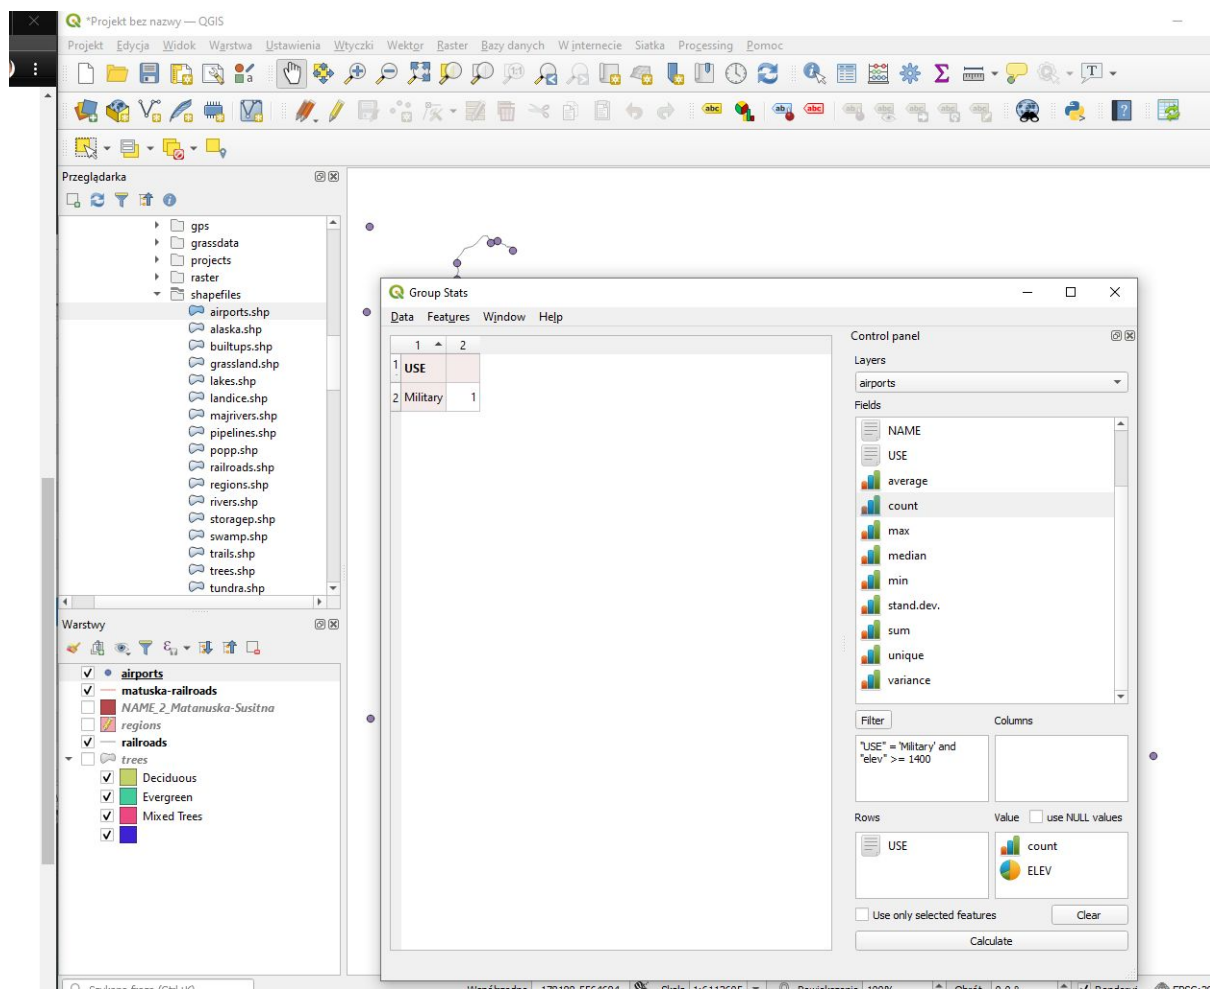 *Projekt bez nazwy — QGIS
Projekt Edycja Widok Warstwa Ustawienia Wtyczki Wektor Raster Bazy danych W internecie Siatka Processing Pomoc
Przeglądarka
gps
grassdata
projects
raster
shapefiles
airports.shp
alaska.shp
builtups.shp
grassland.shp
lakes.shp
landice.shp
majrivers.shp
pipelines.shp
popp.shp
railroads.shp
regions.shp
rivers.shp
storagep.shp
swamp.shp
trails.shp
trees.shp
tundra.shp
Warstwy
airports
matuska-railroads
NAME_2_Matanuska-Susitna
regions
railroads
trees
Deciduous
Evergreen
Mixed Trees
Group Stats
Data Features Window Help
1 2
1 USE
2 Military 1
Control panel
Layers
airports
Fields
NAME
USE
average
count
max
median
min
stand.dev.
sum
unique
variance
Filter Columns
"USE" = 'Military' and
"elev" >= 1400
Rows Value use NULL values
USE
count
ELEV
Use only selected features Clear
Calculate